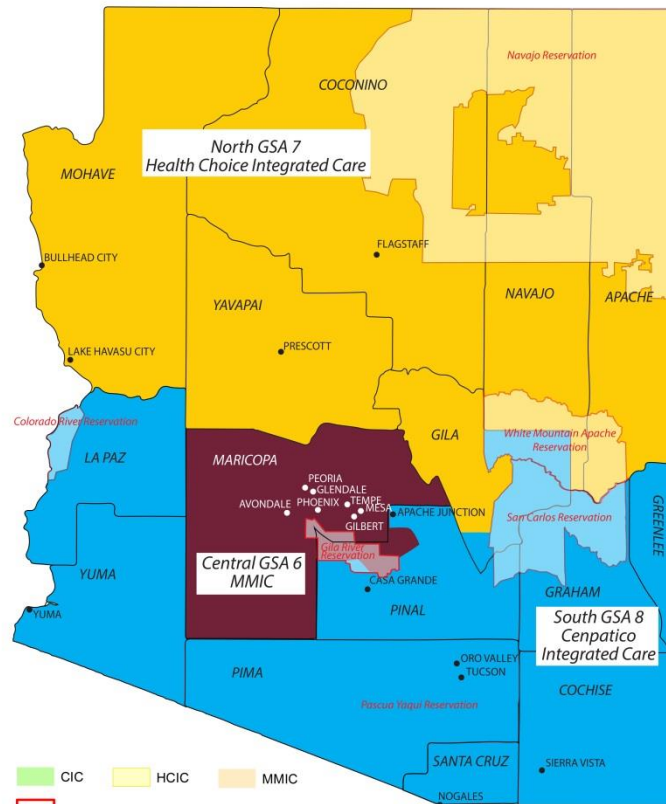 Navajo Reservation
COCONINO
North GSA 7
Health Choice Integrated Care
MOHAVE
FLAGSTAFF
BULLHEAD CITY
NAVAJO
APACHE
YAVAPAI
PRESCOTT
LAKE HAVASU CITY
Colorado River Reservation
GILA
White Mountain Apache
Reservation
LA PAZ
MARICOPA
PEORIA
GLENDALE
TEMPE
PHOENIX
MESA
AVONDALE
APACHE JUNCTION
GILBERT
San Carlos Reservation
GREENLEE
Gila River
Reservation
Central GSA 6
MMIC
YUMA
CASA GRANDE
GRAHAM
YUMA
PINAL
South GSA 8
Cenpatico
Integrated Care
ORO VALLEY
PIMA
TUCSON
COCHISE
Pascua Yaqui Reservation
SANTA CRUZ
SIERRA VISTA
CIC
HCIC
MMIC
NOGALES